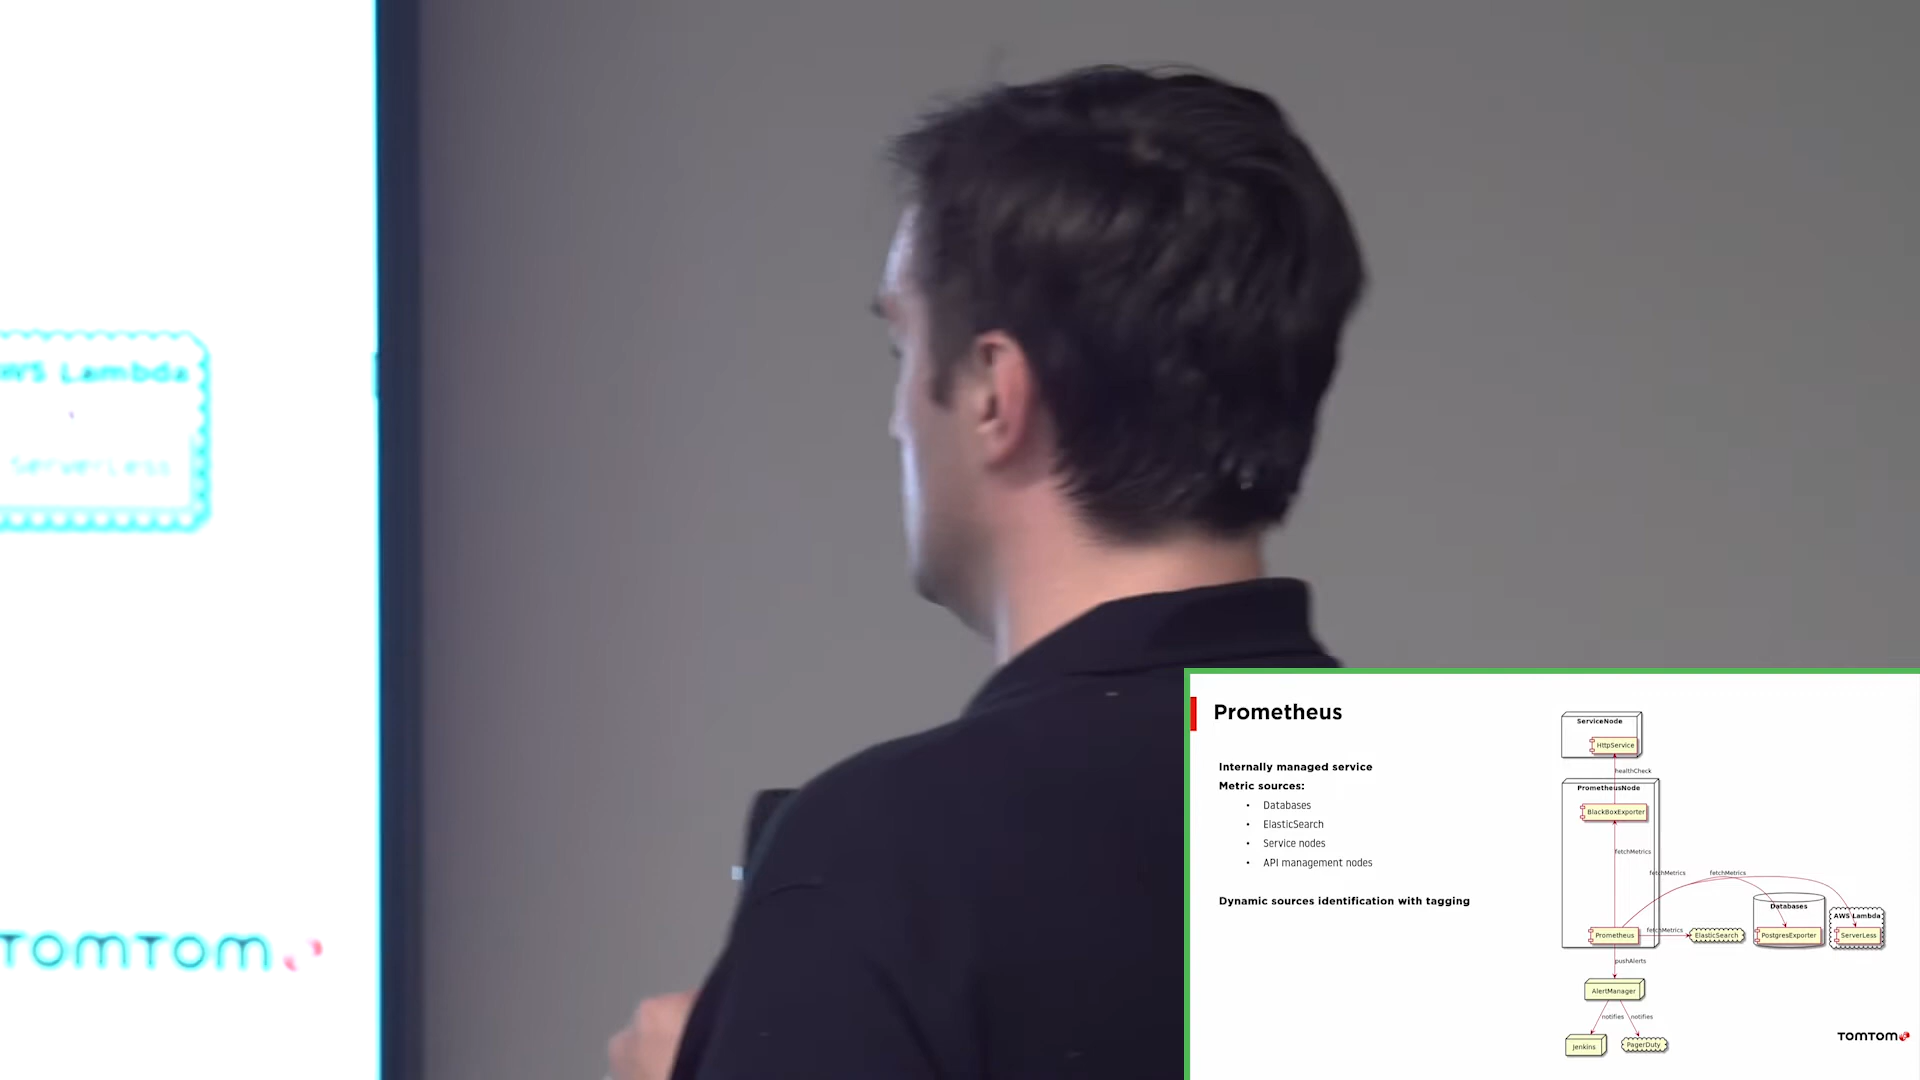 WS Lambda
ServerLess
TOMTOM
Prometheus
Internally managed service
Metric sources:
• Databases
• ElasticSearch
• Service nodes
• API management nodes
Dynamic sources identification with tagging
ServiceNode
HttpService
healthCheck
PrometheusNode
BlackBoxExporter
fetchMetrics
fetchMetrics
fetchMetrics
Databases
AWS Lambda
Prometheus
fetchMetrics
ElasticSearch
PostgresExporter
ServerLess
pushAlerts
AlertManager
notifies
notifies
Jenkins
PagerDuty
TOMTOM